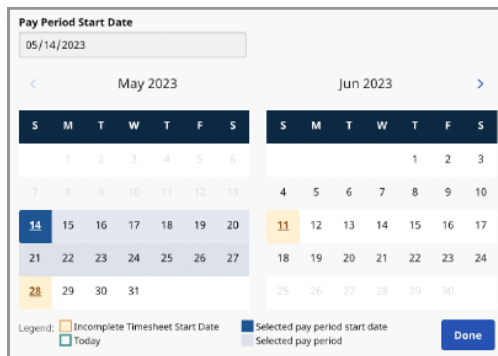 Pay Period Start Date
05/14/2023
< May 2023 Jun 2023 >
S M T W T F S S M T W T F S
1 2 3 4 5 6 1 2 3
7 8 9 10 11 12 13 4 5 6 7 8 9 10
14 15 16 17 18 19 20 11 12 13 14 15 16 17
21 22 23 24 25 26 27 18 19 20 21 22 23 24
28 29 30 31 25 26 27 28 29 30
Legend: Incomplete Timesheet Start Date Selected pay period start date
Today Selected pay period
Done